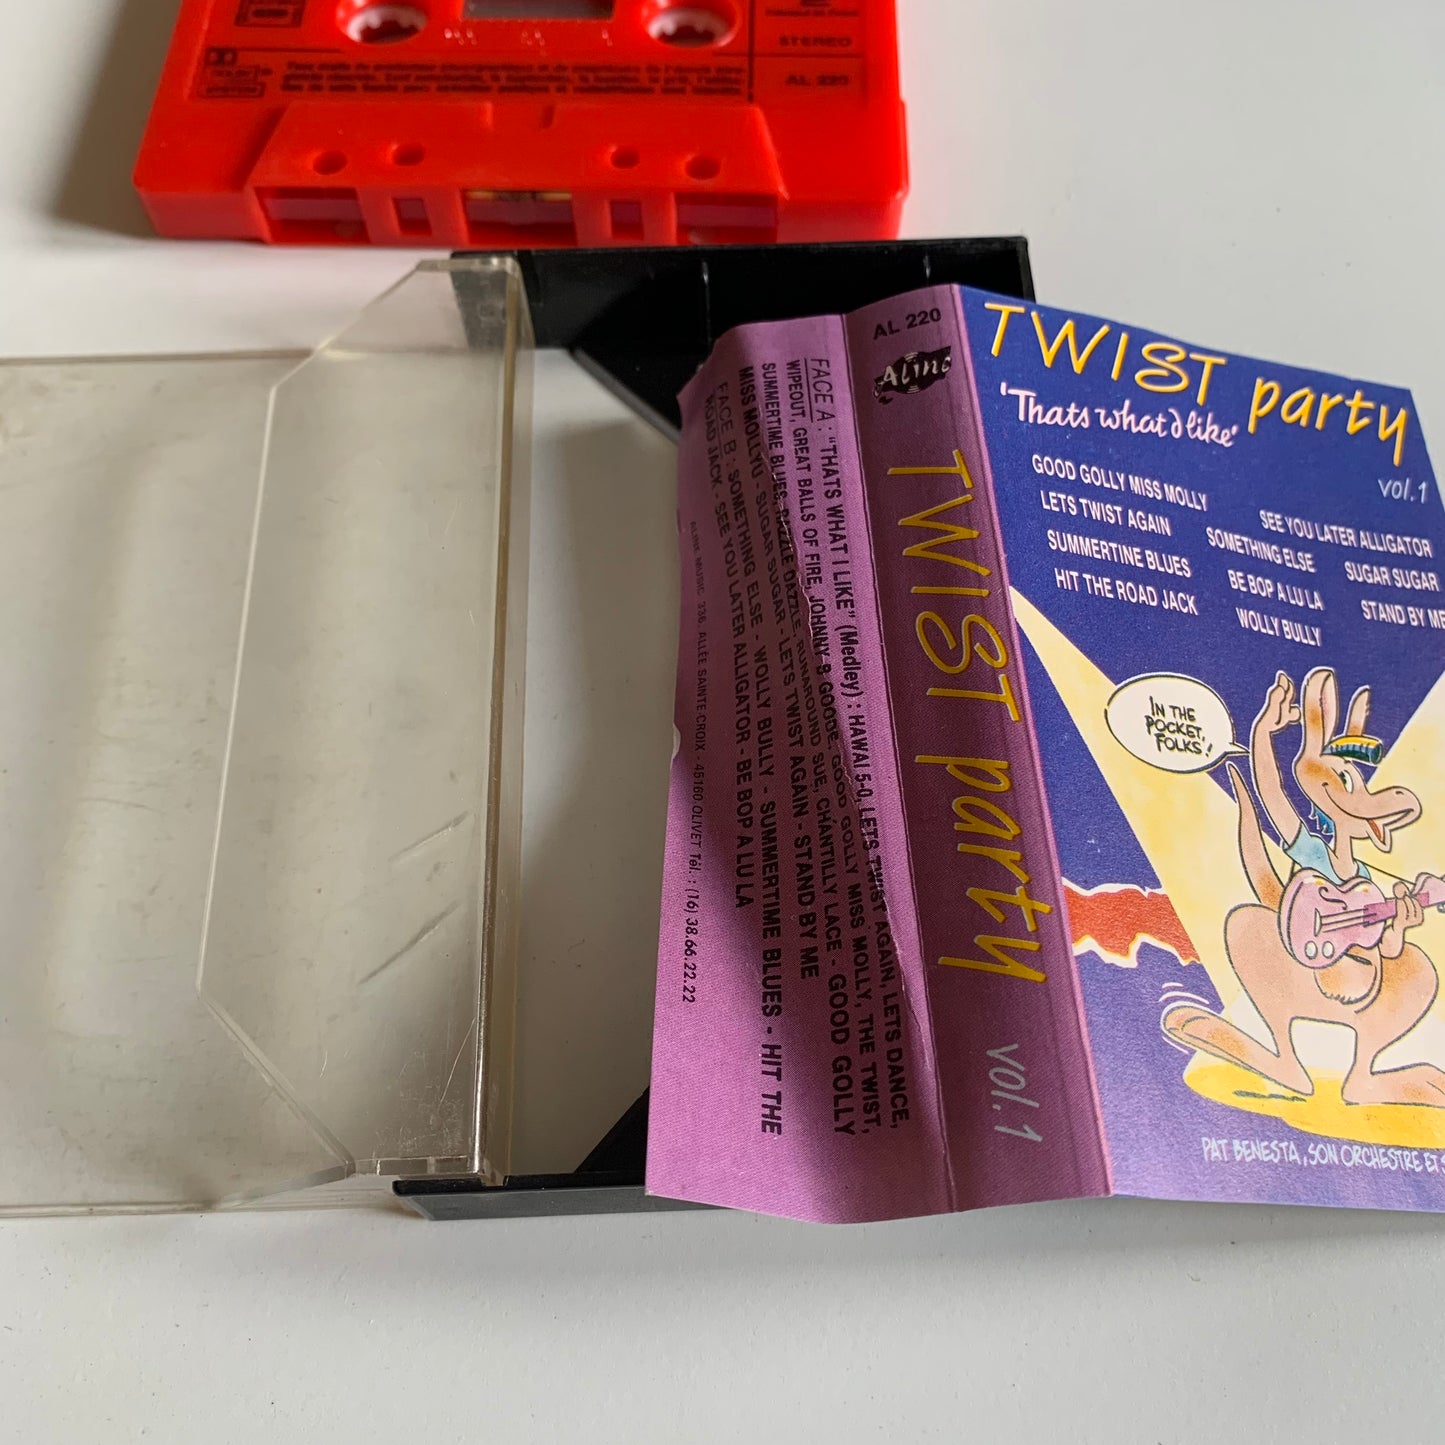 STEREO
AL 220
DOLBY
SYSTEM
AL 220
Aline
TWIST party
vol.1
FACE A : "THATS WHAT I LIKE" (Medley) : HAWAI 5-0, LETS TWIST AGAIN, LETS DANCE,
WIPEOUT, GREAT BALLS OF FIRE, JOHNNY B GOODE, GOOD GOLLY MISS MOLLY, THE TWIST,
SUMMERTIME BLUES, RAZZLE DAZZLE, RUNAROUND SUE, CHANTILLY LACE - GOOD GOLLY
MISS MOLLYU - SUGAR SUGAR - LETS TWIST AGAIN - STAND BY ME
FACE B : SOMETHING ELSE - WOLLY BULLY - SUMMERTIME BLUES - HIT THE
ROAD JACK - SEE YOU LATER ALLIGATOR - BE BOP A LU LA
ALINE MUSIC 336, ALLÉE SAINTE-CROIX - 45160 OLIVET Tél. : (16) 38.66.22.22
TWIST party
'Thats what I like'
vol.1
GOOD GOLLY MISS MOLLY
SEE YOU LATER ALLIGATOR
LETS TWIST AGAIN
SOMETHING ELSE
SUGAR SUGAR
SUMMERTINE BLUES
BE BOP A LU LA
STAND BY ME
HIT THE ROAD JACK
WOLLY BULLY
IN THE
POCKET,
FOLKS!
PAT BENESTA, SON ORCHESTRE ET